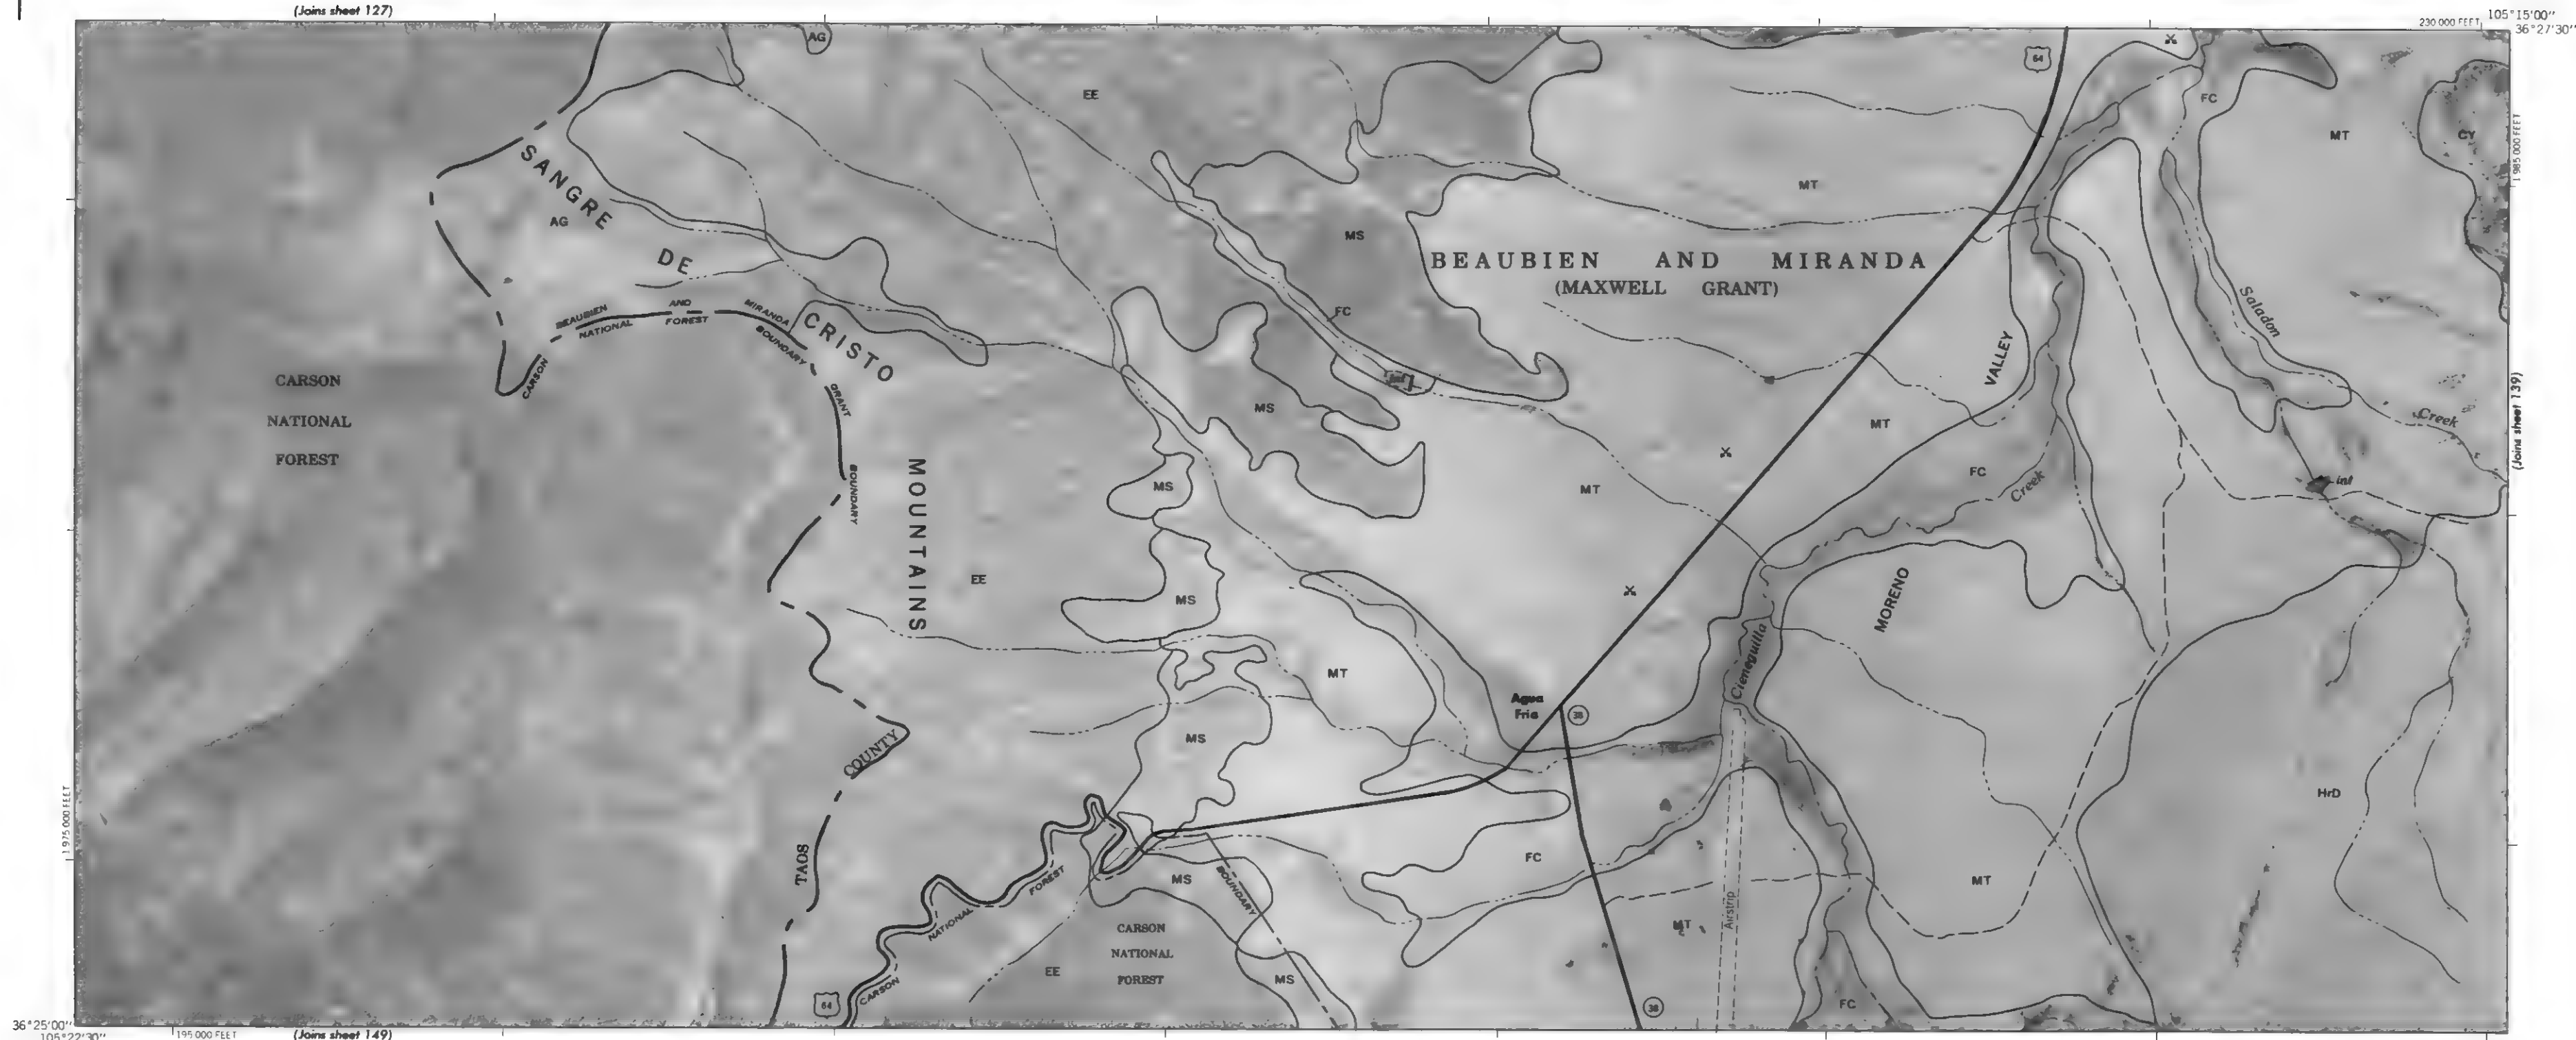 (Joins sheet 127)
230 000 FEET
105°15'00"
36°27'30"
AG
64
EE
FC
MT
CY
1 985 000 FEET
SANGRE
AG
DE
MT
MS
BEAUBIEN AND MIRANDA
(MAXWELL GRANT)
Saladon
Creek
BEAUBIEN AND MIRANDA GRANT BOUNDARY
CARSON NATIONAL FOREST BOUNDARY
CRISTO
FC
VALLEY
CARSON
NATIONAL
FOREST
MS
MT
(Joins sheet 139)
MOUNTAINS
MS
MT
FC
Creek
int
EE
MS
MORENO
Cieneguilla
MT
Agua
Fria
38
MS
TAOS COUNTY
HrD
1 975 000 FEET
FC
MS
MT
BOUNDARY
CARSON NATIONAL FOREST
MT
Airstrip
CARSON
NATIONAL
FOREST
EE
MS
64
38
FC
36°25'00"
105°22'30"
195 000 FEET
(Joins sheet 149)